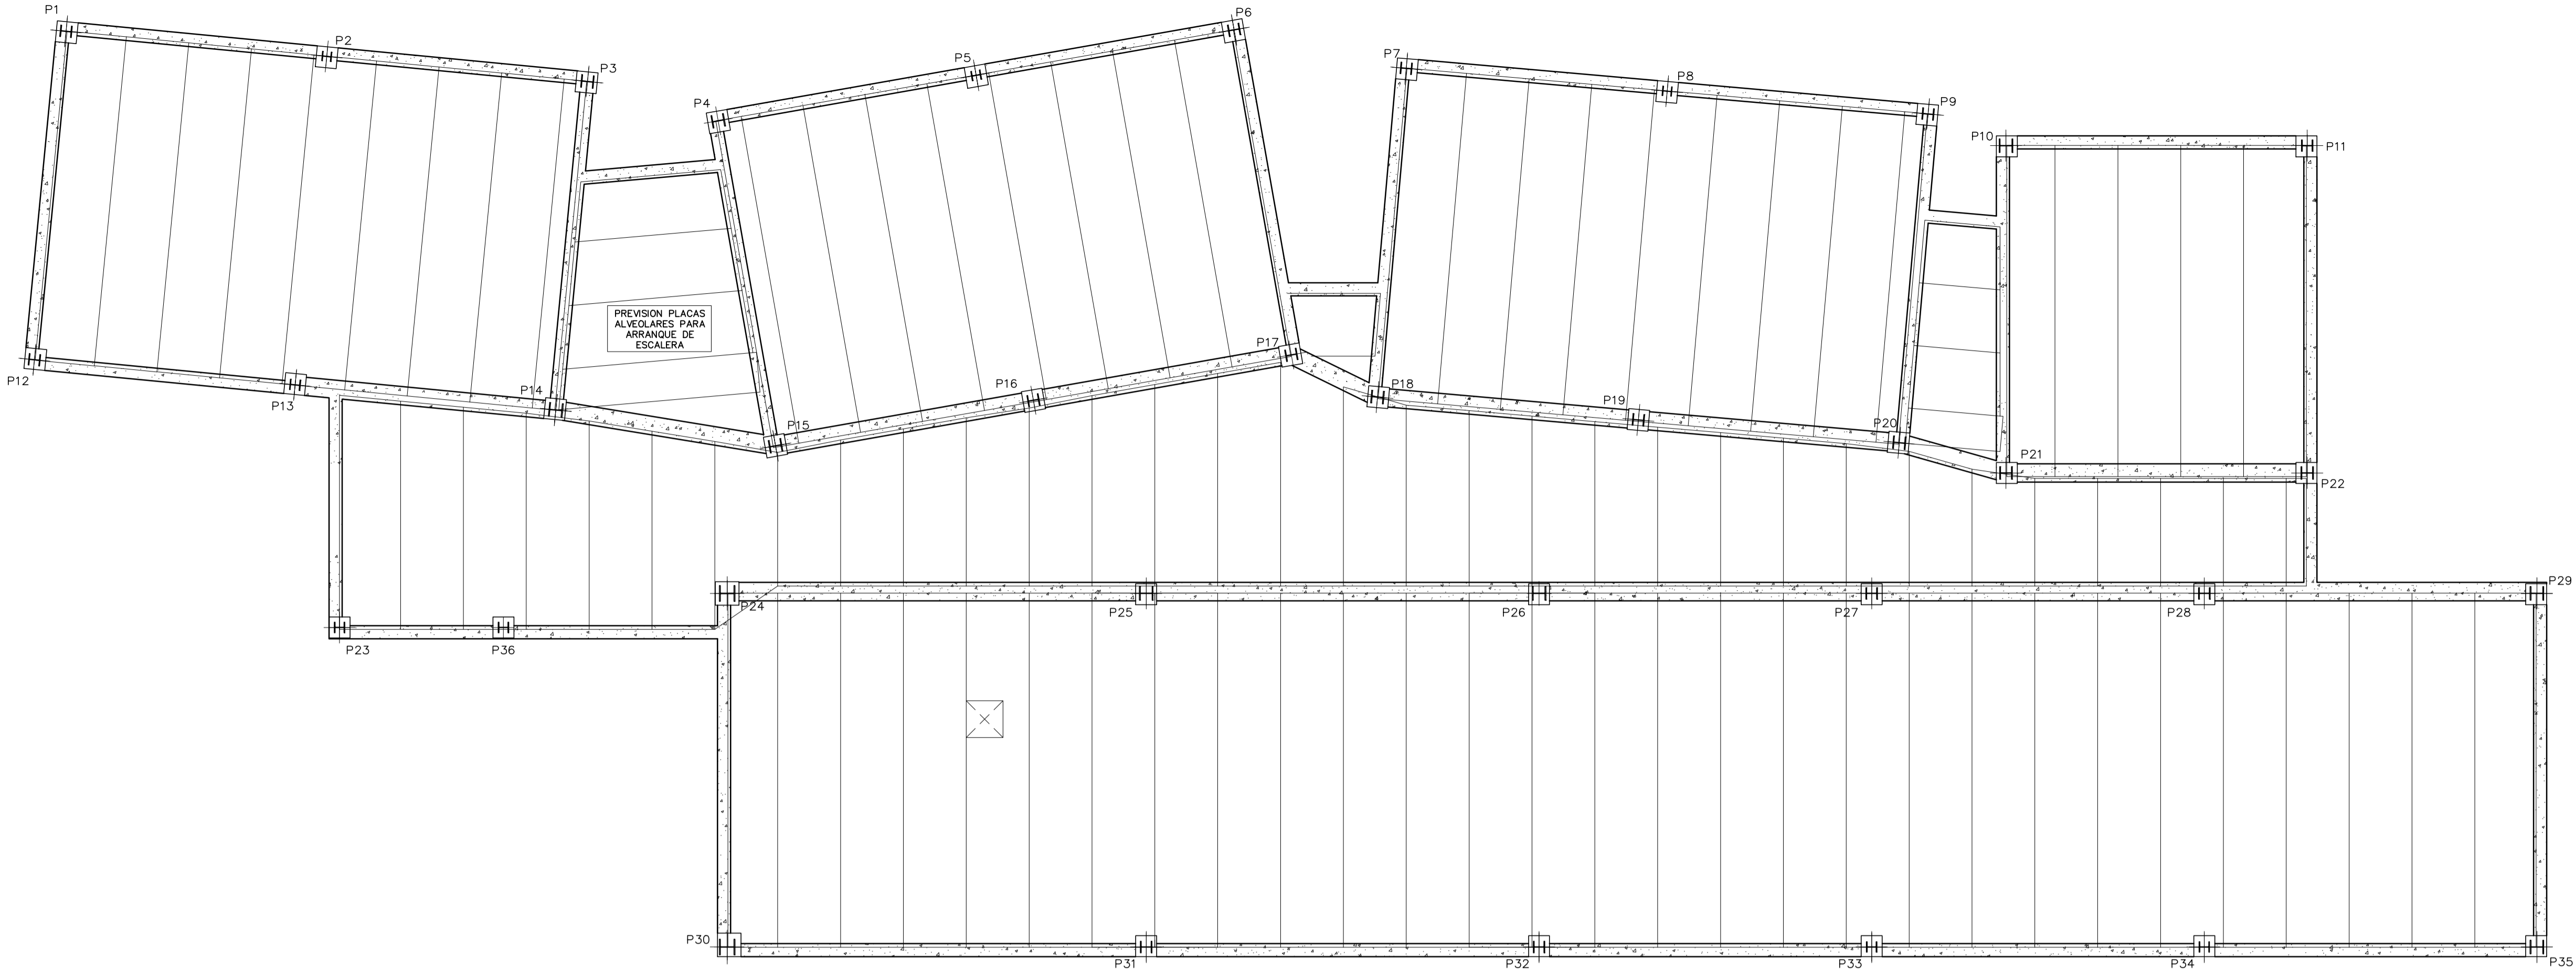 P1
P2
P3
P4
P5
P6
P7
P8
P9
P10
P11
PREVISION PLACAS
ALVEOLARES PARA
ARRANQUE DE
ESCALERA
P12
P13
P14
P15
P16
P17
P18
P19
P20
P21
P22
P23
P36
P24
P25
P26
P27
P28
P29
P30
P31
P32
P33
P34
P35